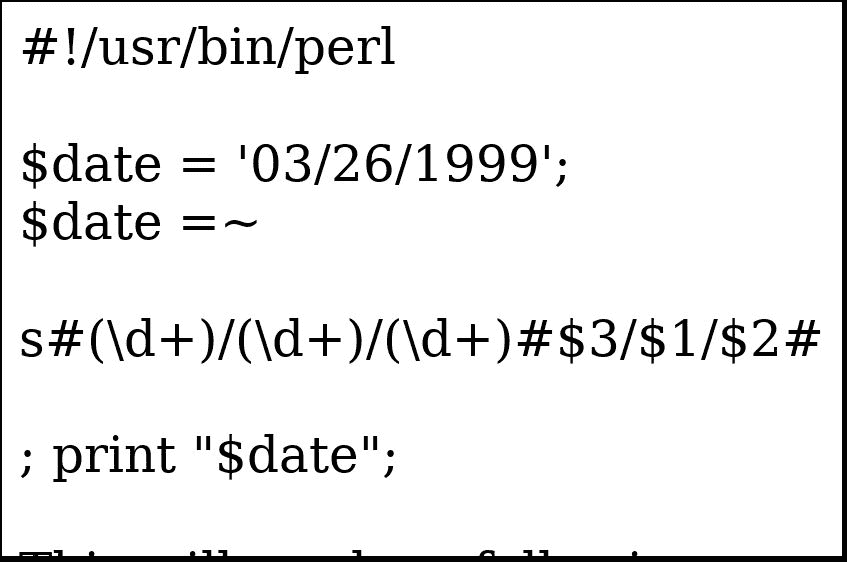 #!/usr/bin/perl
$date = '03/26/1999';
$date =~
s#(\d+)/(\d+)/(\d+)#$3/$1/$2#
; print "$date";